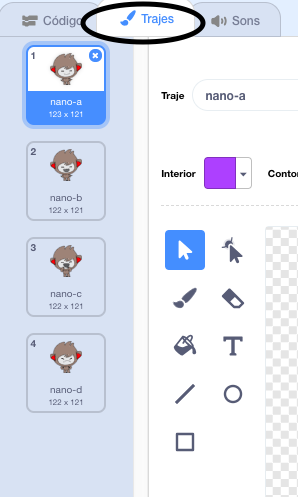 Código
Trajes
Sons
1
nano-a
123 x 121
2
nano-b
122 x 121
3
nano-c
122 x 121
4
nano-d
122 x 121
Traje
nano-a
Interior
Conto
T